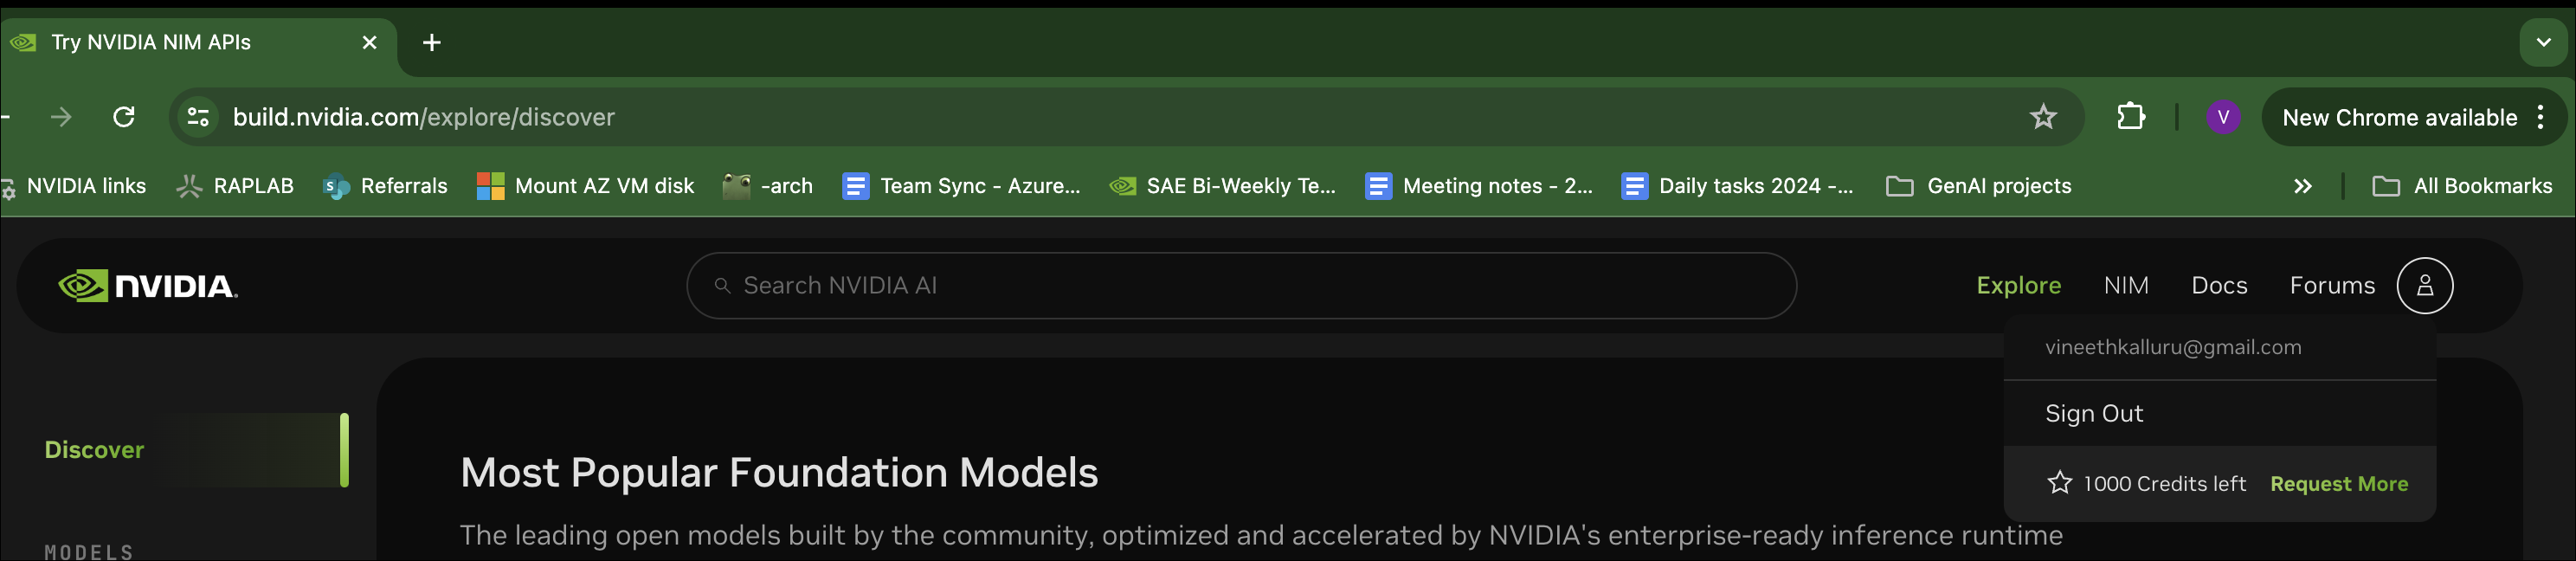 Try NVIDIA NIM APIs
build.nvidia.com/explore/discover
V
New Chrome available
NVIDIA links
RAPLAB
Referrals
Mount AZ VM disk
-arch
Team Sync - Azure...
SAE Bi-Weekly Te...
Meeting notes - 2...
Daily tasks 2024 -...
GenAI projects
All Bookmarks
NVIDIA.
Search NVIDIA AI
Explore
NIM
Docs
Forums
vineethkalluru@gmail.com
Sign Out
1000 Credits left
Request More
Discover
MODELS
Most Popular Foundation Models
The leading open models built by the community, optimized and accelerated by NVIDIA's enterprise-ready inference runtime